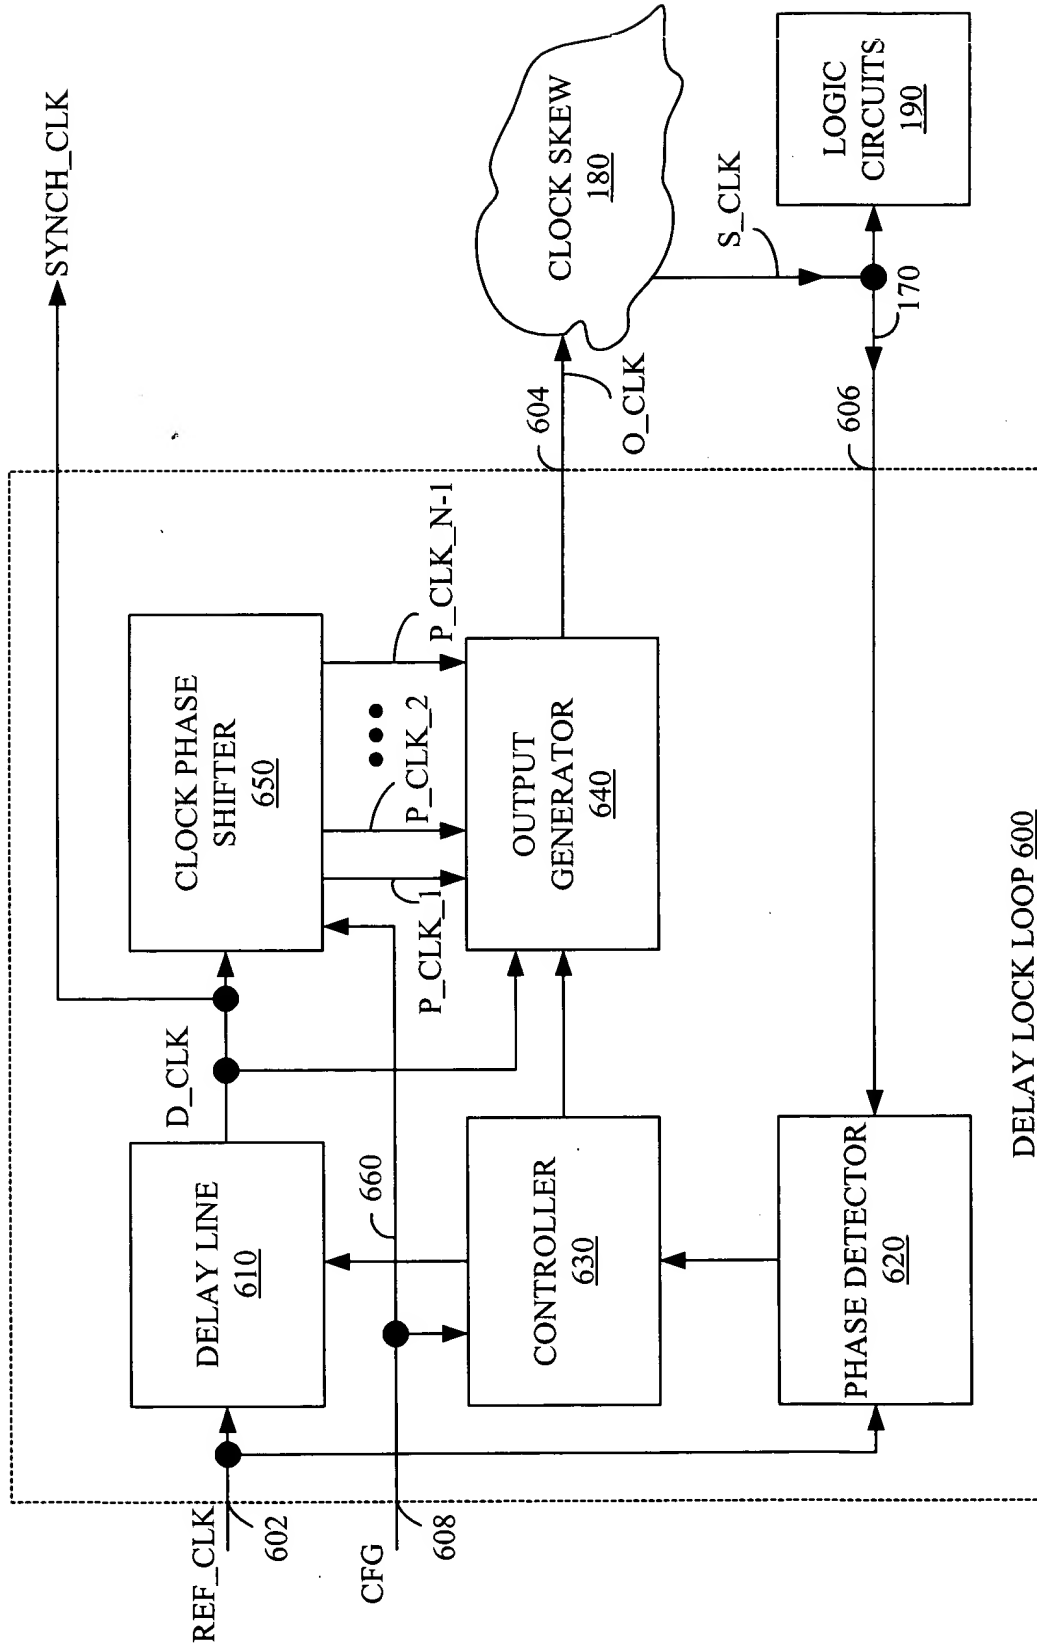 SYNCH_CLK
REF_CLK
602
DELAY LINE
610
D_CLK
CLOCK PHASE
SHIFTER
650
CFG
608
660
P_CLK_1
P_CLK_2
P_CLK_N-1
CONTROLLER
630
OUTPUT
GENERATOR
640
604
O_CLK
CLOCK SKEW
180
S_CLK
PHASE DETECTOR
620
606
170
LOGIC
CIRCUITS
190
DELAY LOCK LOOP 600